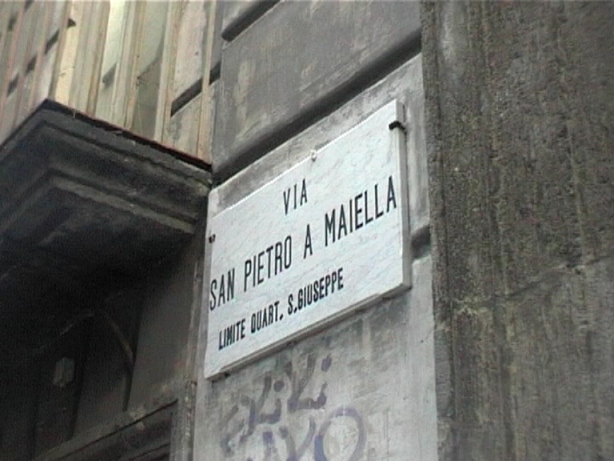 VIA
SAN PIETRO A MAIELLA
LIMITE QUART. S.GIUSEPPE